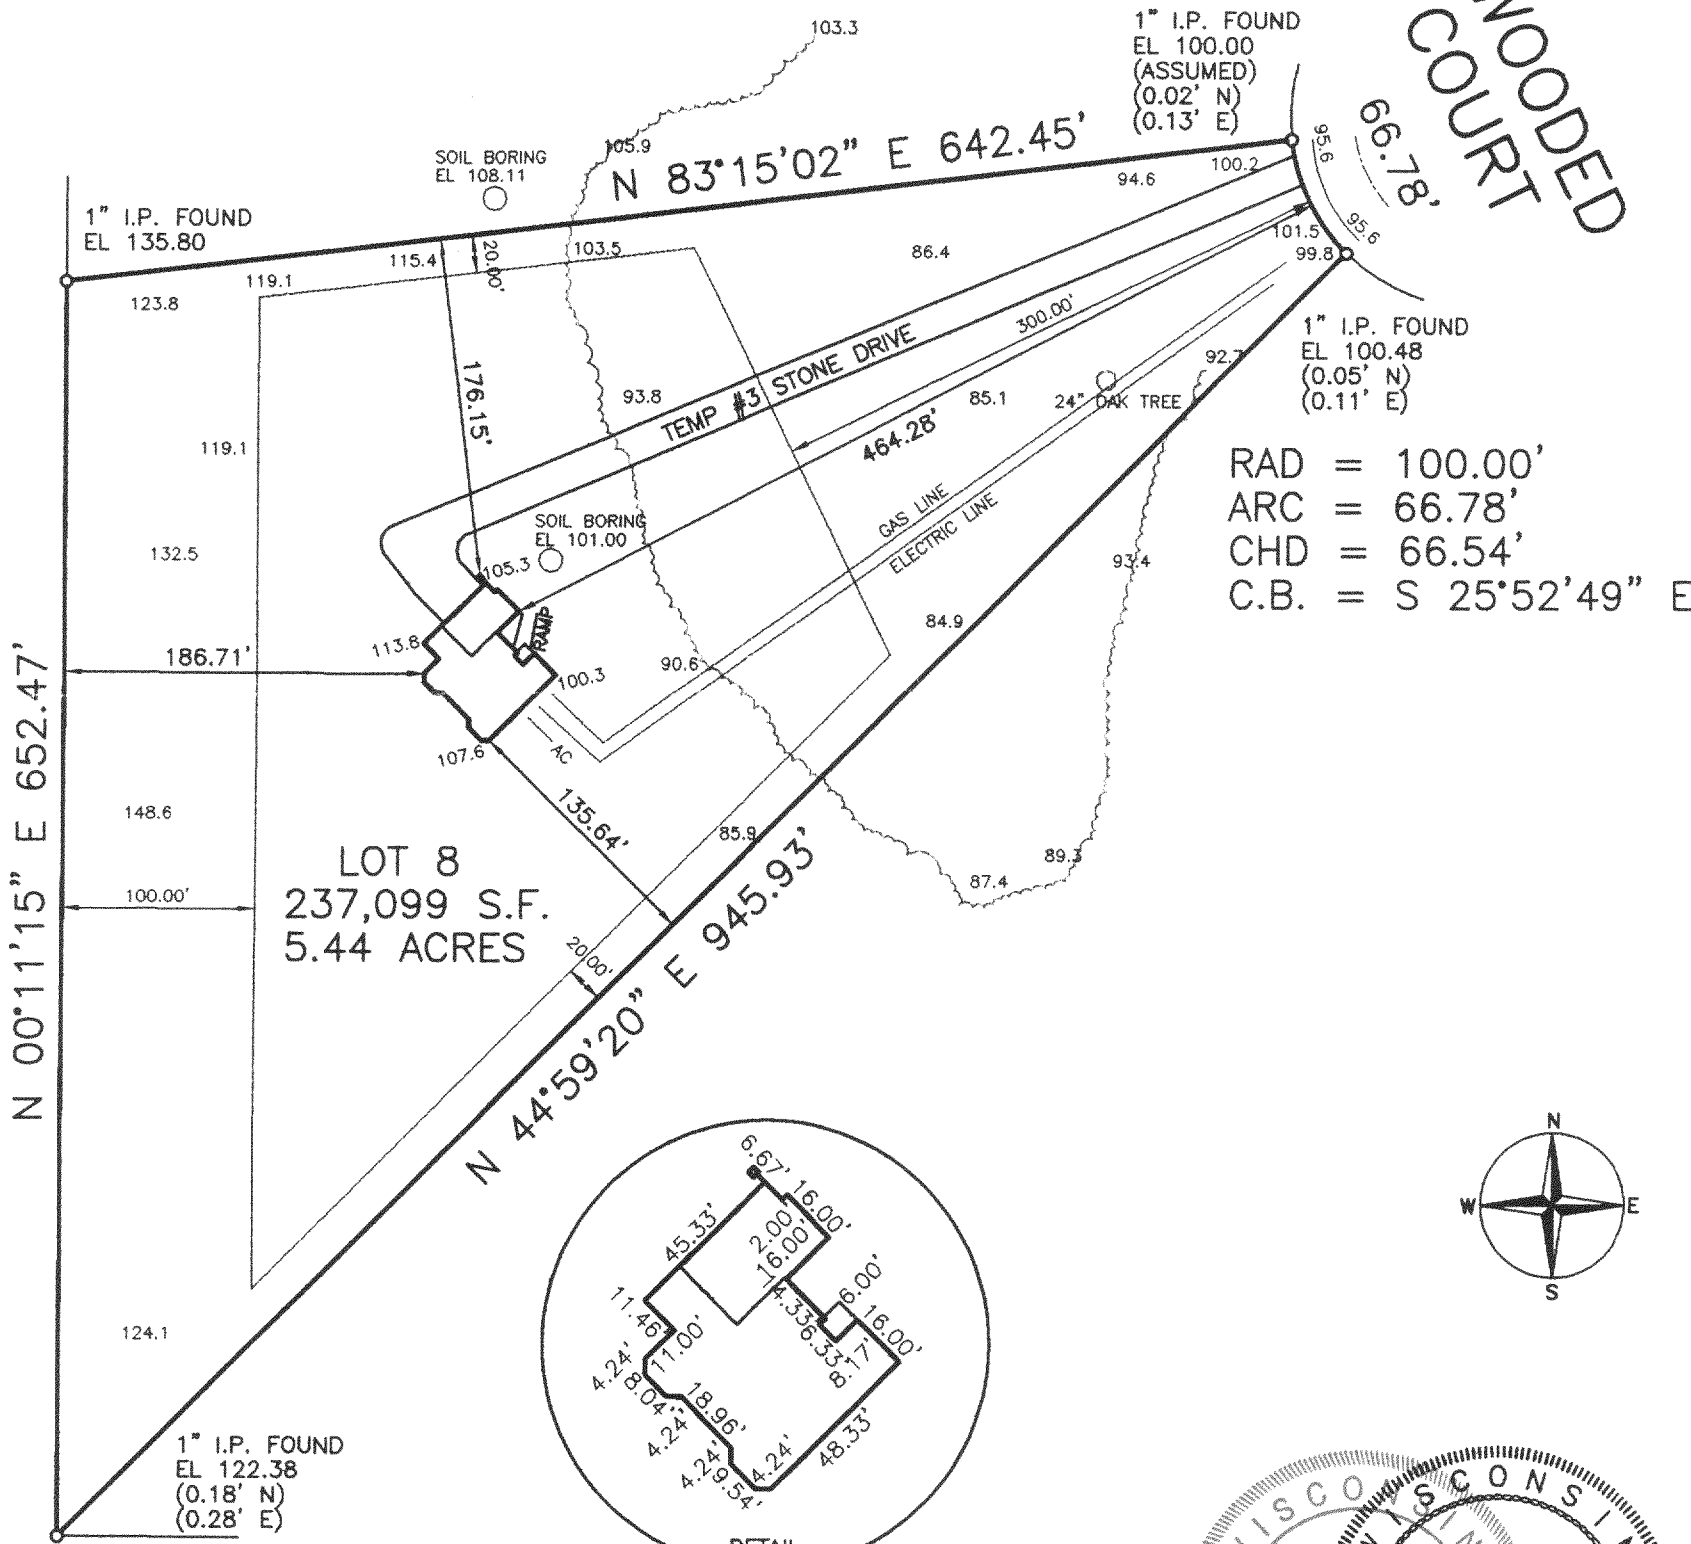 103.3
1" I.P. FOUND
EL 100.00
(ASSUMED)
(0.02' N)
(0.13' E)
WOODED
COURT
66.78'
95.6
95.6
105.9
SOIL BORING
EL 108.11
N 83°15'02" E 642.45'
94.6
100.2
101.5
99.8
1" I.P. FOUND
EL 135.80
123.8
119.1
115.4
20.00'
103.5
86.4
1" I.P. FOUND
EL 100.48
(0.05' N)
(0.11' E)
92.7
300.00'
TEMP #3 STONE DRIVE
93.8
176.15'
464.28'
85.1
24" OAK TREE
119.1
RAD = 100.00'
ARC = 66.78'
CHD = 66.54'
C.B. = S 25°52'49" E
GAS LINE
ELECTRIC LINE
SOIL BORING
EL 101.00
132.5
105.3
93.4
RAMP
113.8
186.71'
84.9
90.6
100.3
N 00°11'15" E 652.47'
107.6
AC
135.64'
148.6
85.9
89.3
87.4
LOT 8
237,099 S.F.
5.44 ACRES
100.00'
20.00'
N 44°59'20" E 945.93'
N
W
E
S
6.67'
16.00'
45.33'
2.00'
16.00'
6.00'
11.46'
4.33'
16.00'
11.00'
6.33'
8.17'
4.24'
8.04'
18.96'
4.24'
4.24'
4.24'
9.54'
48.33'
124.1
1" I.P. FOUND
EL 122.38
(0.18' N)
(0.28' E)
DETAIL